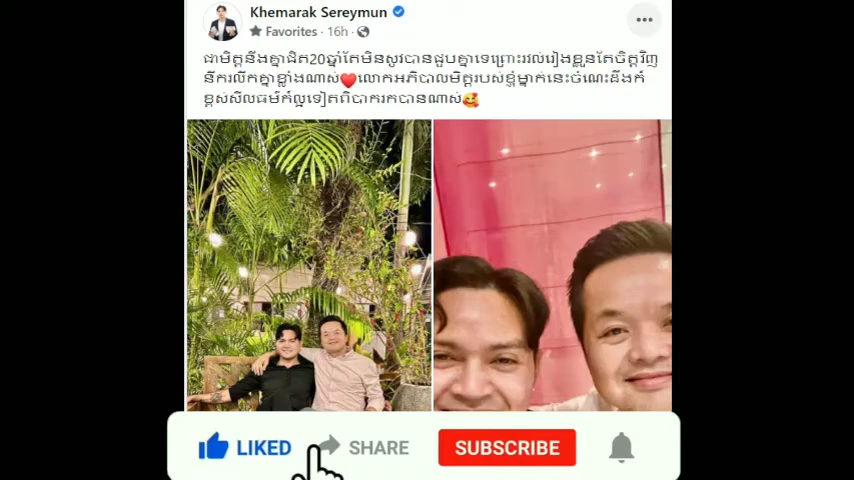 Khemarak Sereymun
Favorites · 16h ·
ជាមិត្តនឹងគ្នាជិត20ឆ្នាំតែមិនសូវបានជួបគ្នាទេព្រោះរវល់រៀងខ្លួនតែចិត្តវិញ
នឹករលឹកគ្នាខ្លាំងណាស់❤️លោកអភិបាលមិត្តរបស់ខ្ញុំម្នាក់នេះចំណេះដឹងក៏
ខ្ពស់សីលធម៌ក៏ល្អទៀតពិបាករកបានណាស់🥰
LIKED SHARE SUBSCRIBE